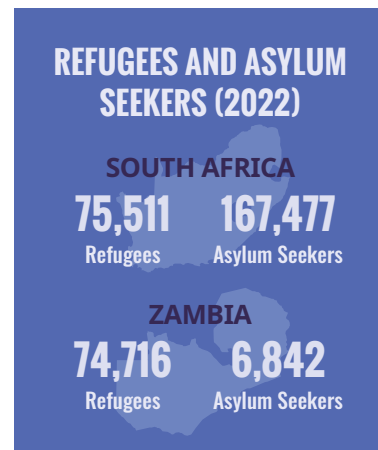 REFUGEES AND ASYLUM
SEEKERS (2022)
SOUTH AFRICA
75,511 167,477
Refugees Asylum Seekers
ZAMBIA
74,716 6,842
Refugees Asylum Seekers